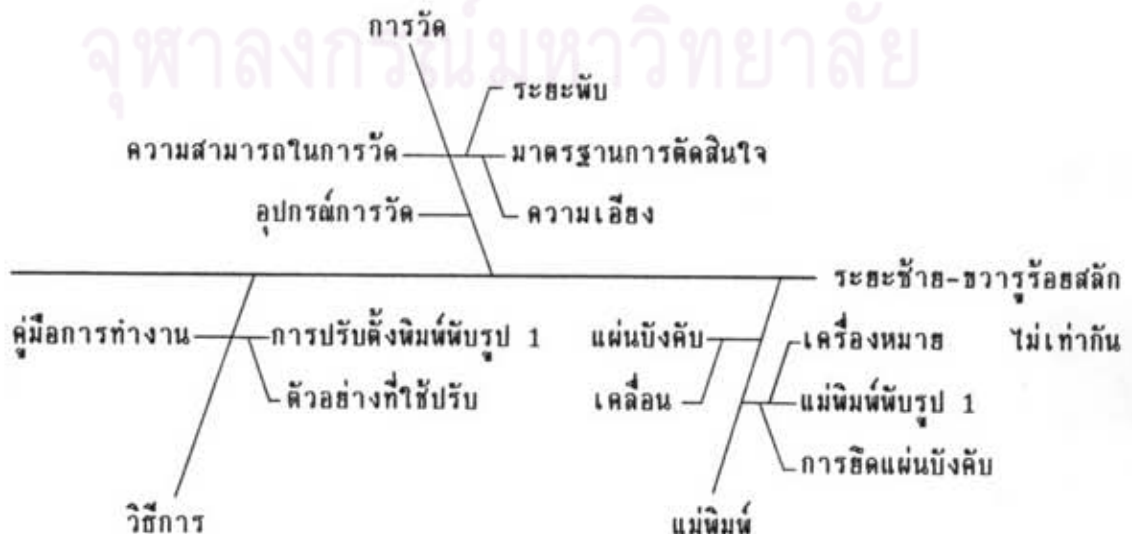 การวัด
จุฬาลงกรณ์มหาวิทยาลัย
ระยะพับ
ความสามารถในการวัด มาตรฐานการตัดสินใจ
อุปกรณ์การวัด ความเอียง
ระยะซ้าย-ขวารูร้อยสลัก
คู่มือการทำงาน การปรับตั้งพิมพ์พับรูป 1 แผ่นบังคับ เครื่องหมาย ไม่เท่ากัน
ตัวอย่างที่ใช้ปรับ เคลื่อน แม่พิมพ์พับรูป 1
การยึดแผ่นบังคับ
วิธีการ แม่พิมพ์